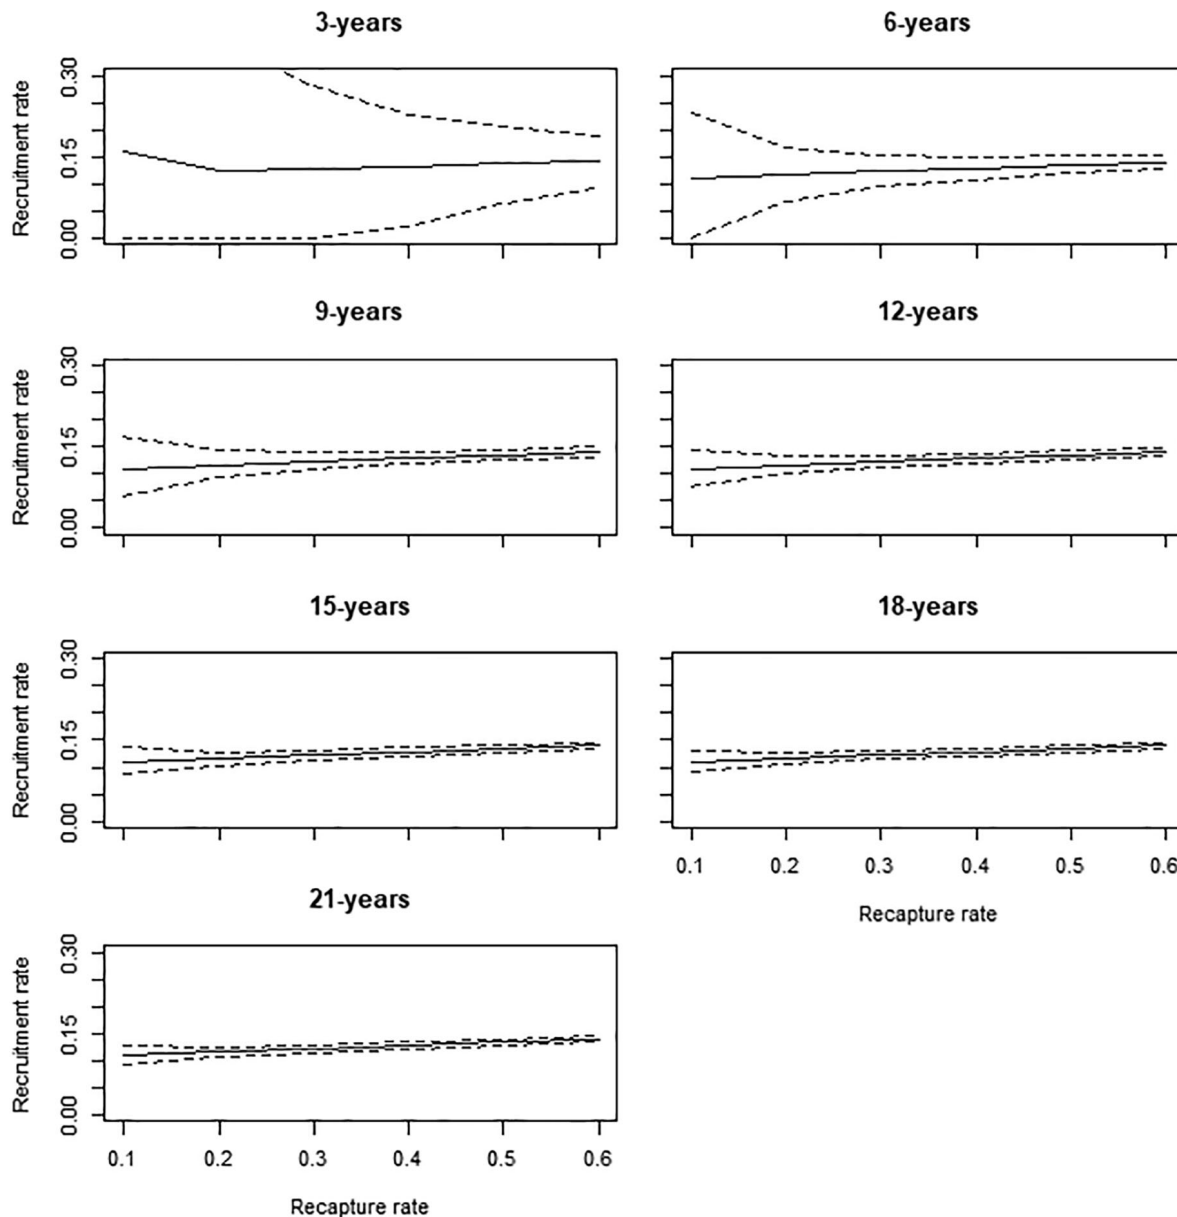 3-years
6-years
Recruitment rate
0.00 0.15 0.30
9-years
12-years
Recruitment rate
0.00 0.15 0.30
15-years
18-years
Recruitment rate
0.00 0.15 0.30
0.1 0.2 0.3 0.4 0.5 0.6
Recapture rate
21-years
Recruitment rate
0.00 0.15 0.30
0.1 0.2 0.3 0.4 0.5 0.6
Recapture rate